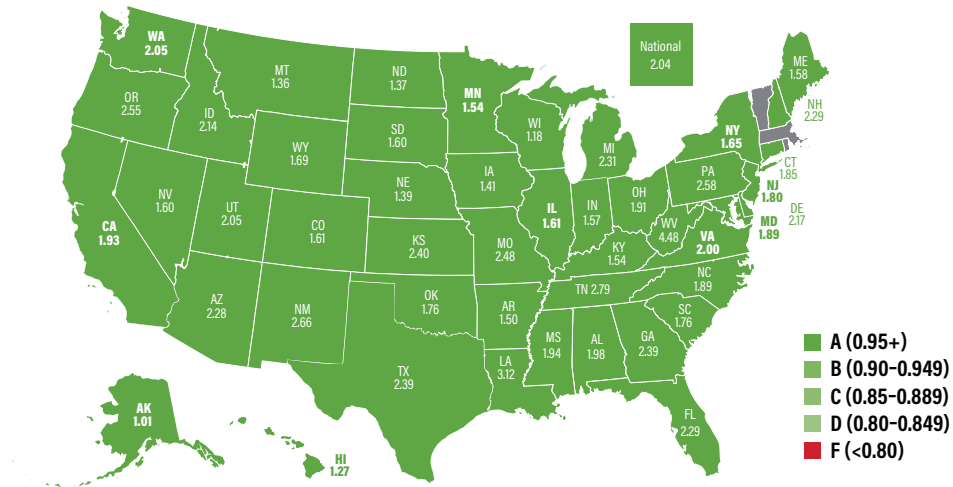 National
2.04
WA
2.05
OR
2.55
ID
2.14
MT
1.36
ND
1.37
MN
1.54
SD
1.60
WI
1.18
MI
2.31
NY
1.65
ME
1.58
NH
2.29
WY
1.69
IA
1.41
NE
1.39
PA
2.58
CT
1.85
NJ
1.80
NV
1.60
UT
2.05
CO
1.61
IL
1.61
IN
1.57
OH
1.91
WV
4.48
DE
2.17
MD
1.89
VA
2.00
CA
1.93
KS
2.40
MO
2.48
KY
1.54
NC
1.89
TN 2.79
AZ
2.28
NM
2.66
OK
1.76
AR
1.50
SC
1.76
MS
1.94
AL
1.98
GA
2.39
TX
2.39
LA
3.12
FL
2.29
AK
1.01
HI
1.27
A (0.95+)
B (0.90–0.949)
C (0.85–0.889)
D (0.80–0.849)
F (<0.80)